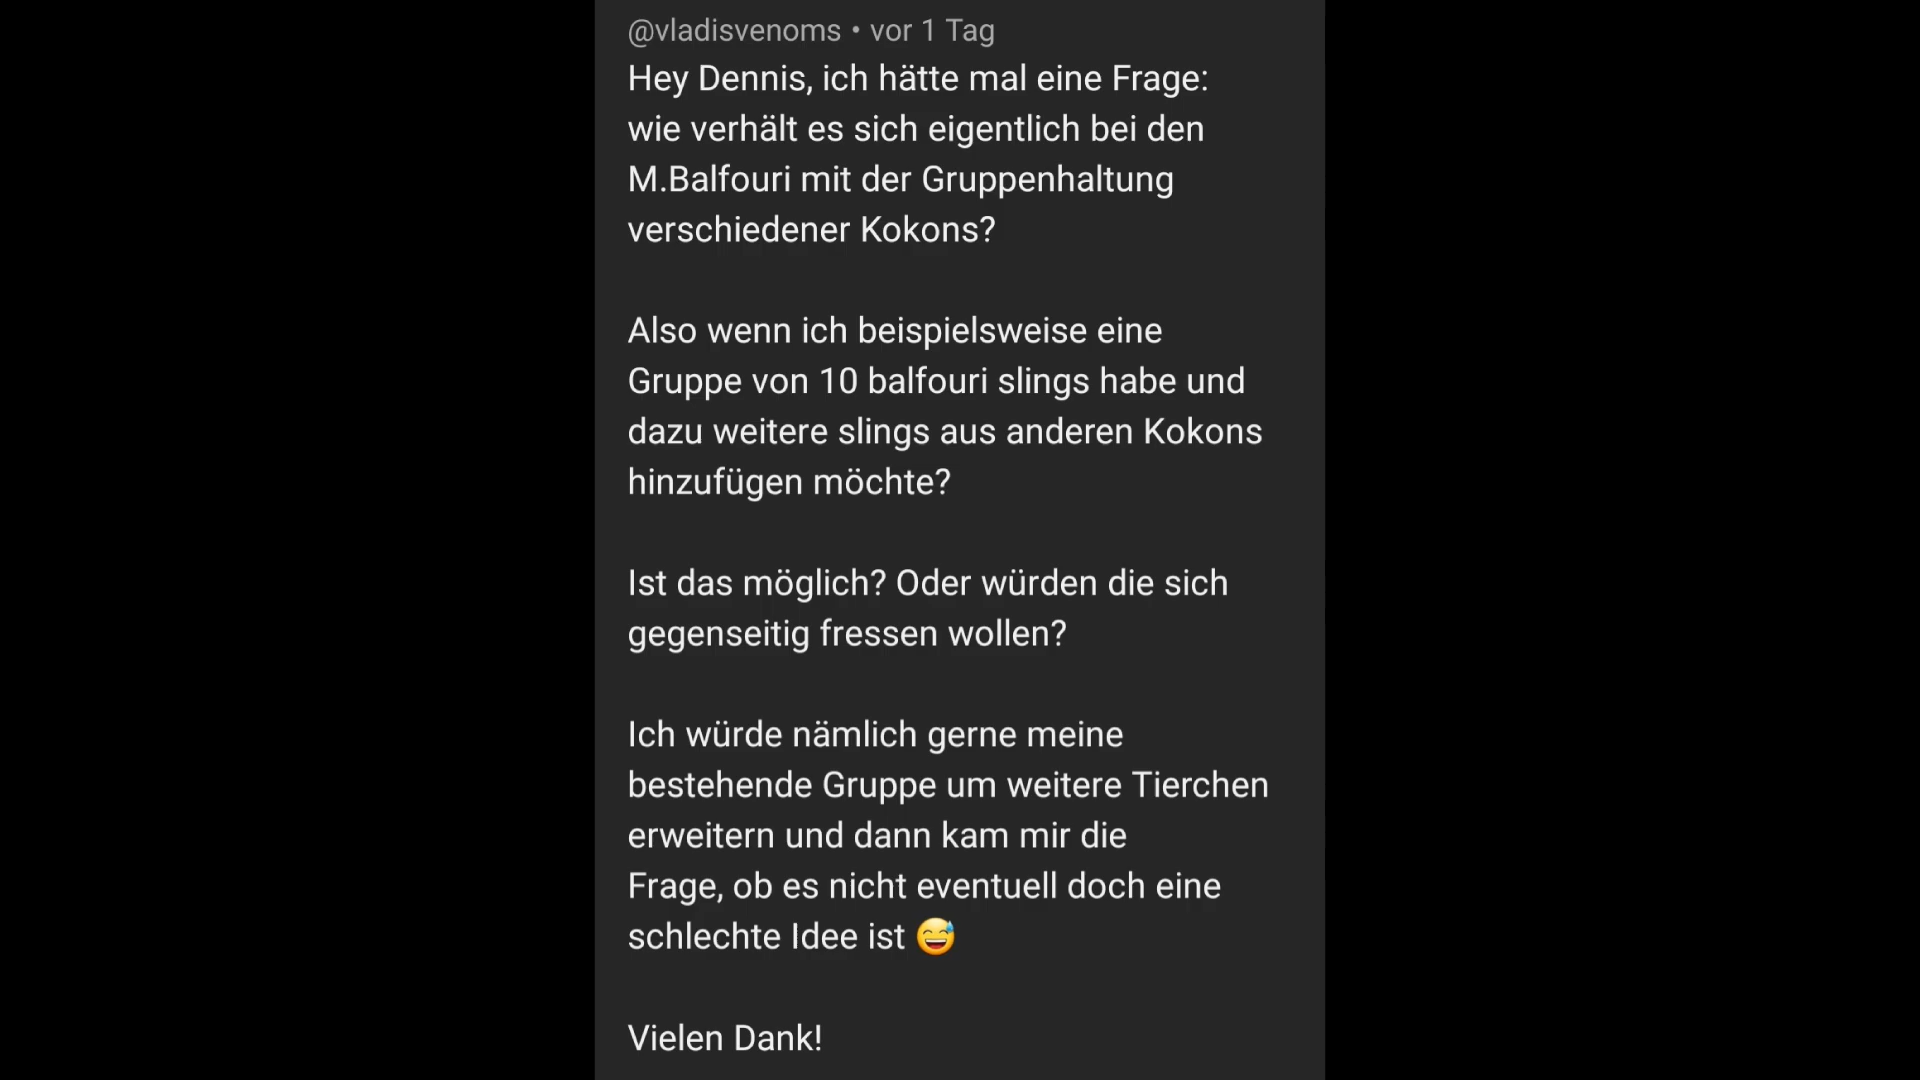 @vladisvenoms • vor 1 Tag
Hey Dennis, ich hätte mal eine Frage:
wie verhält es sich eigentlich bei den
M.Balfouri mit der Gruppenhaltung
verschiedener Kokons?
Also wenn ich beispielsweise eine
Gruppe von 10 balfouri slings habe und
dazu weitere slings aus anderen Kokons
hinzufügen möchte?
Ist das möglich? Oder würden die sich
gegenseitig fressen wollen?
Ich würde nämlich gerne meine
bestehende Gruppe um weitere Tierchen
erweitern und dann kam mir die
Frage, ob es nicht eventuell doch eine
schlechte Idee ist 😅
Vielen Dank!